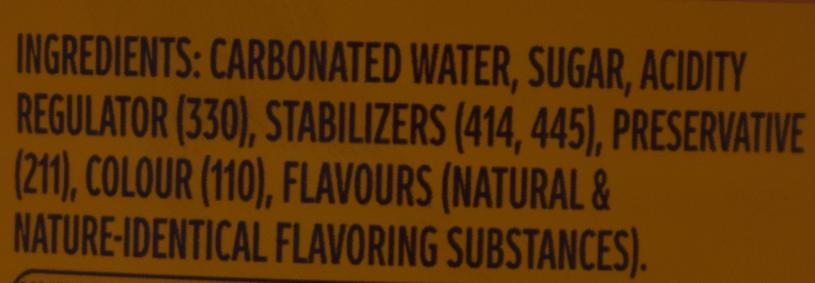 INGREDIENTS: CARBONATED WATER, SUGAR, ACIDITY
REGULATOR (330), STABILIZERS (414, 445), PRESERVATIVE
(211), COLOUR (110), FLAVOURS (NATURAL &
NATURE-IDENTICAL FLAVORING SUBSTANCES).